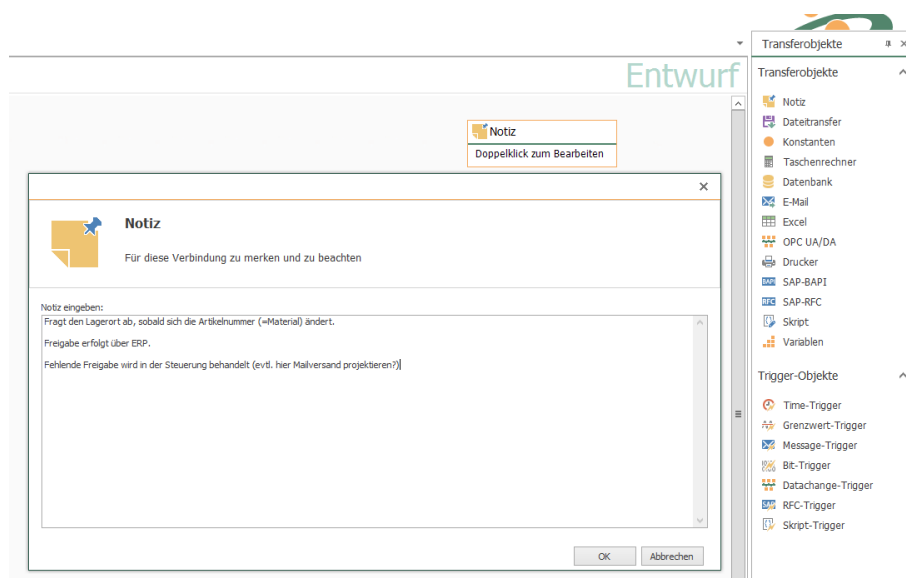 Entwurf
Notiz
Doppelklick zum Bearbeiten
Notiz
Für diese Verbindung zu merken und zu beachten
Notiz eingeben:
Fragt den Lagerort ab, sobald sich die Artikelnummer (=Material) ändert.
Freigabe erfolgt über ERP.
Fehlende Freigabe wird in der Steuerung behandelt (evtl. hier Mailversand projektieren?)
OK
Abbrechen
Transferobjekte
Transferobjekte
Notiz
Dateitransfer
Konstanten
Taschenrechner
Datenbank
E-Mail
Excel
OPC UA/DA
Drucker
BAPI SAP-BAPI
RFC SAP-RFC
Skript
Variablen
Trigger-Objekte
Time-Trigger
Grenzwert-Trigger
Message-Trigger
Bit-Trigger
Datachange-Trigger
SAP RFC-Trigger
Skript-Trigger